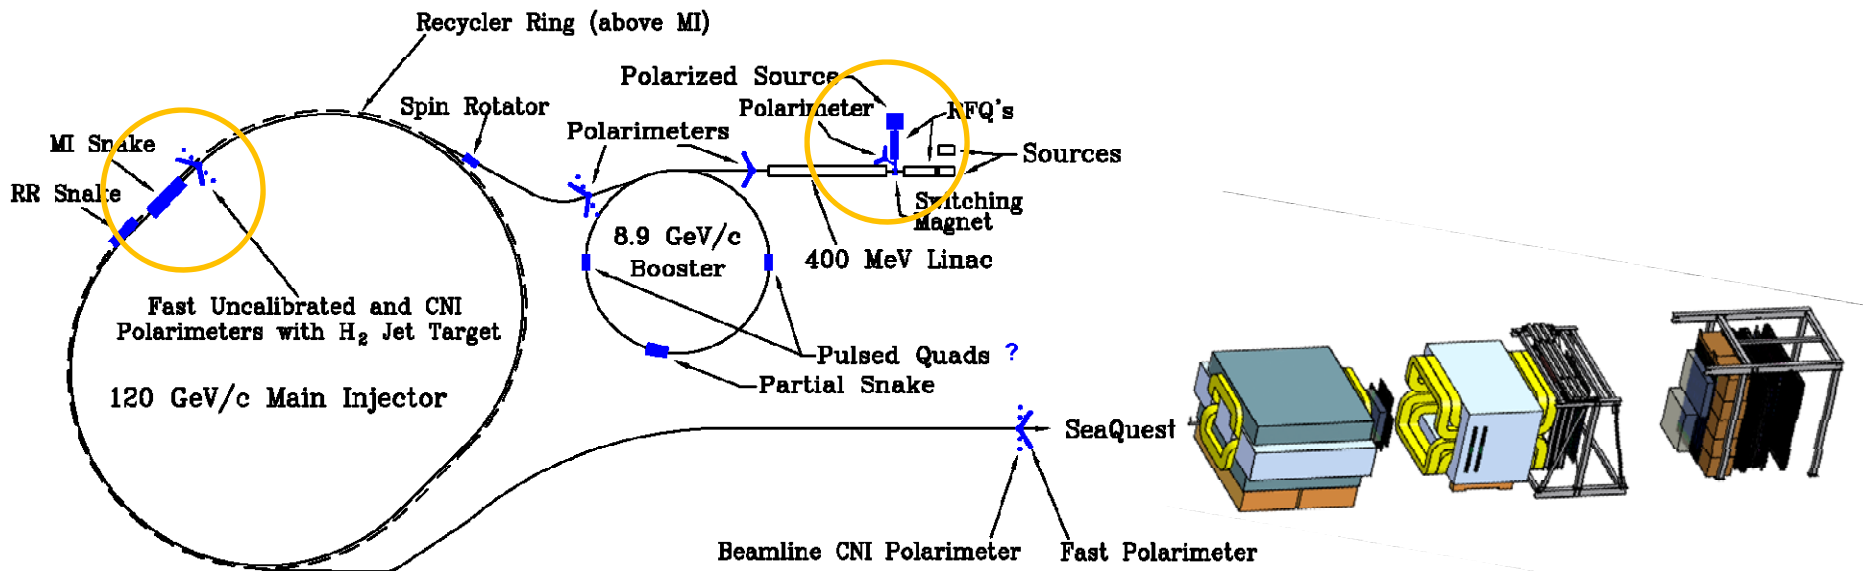 Recycler Ring (above MI)
Polarized Source
Polarimeter
RFQ's
Spin Rotator
Polarimeters
MI Snake
Sources
RR Snake
Switching
Magnet
8.9 GeV/c
Booster
400 MeV Linac
Fast Uncalibrated and CNI
Polarimeters with H₂ Jet Target
Pulsed Quads ?
Partial Snake
120 GeV/c Main Injector
SeaQuest
Beamline CNI Polarimeter
Fast Polarimeter